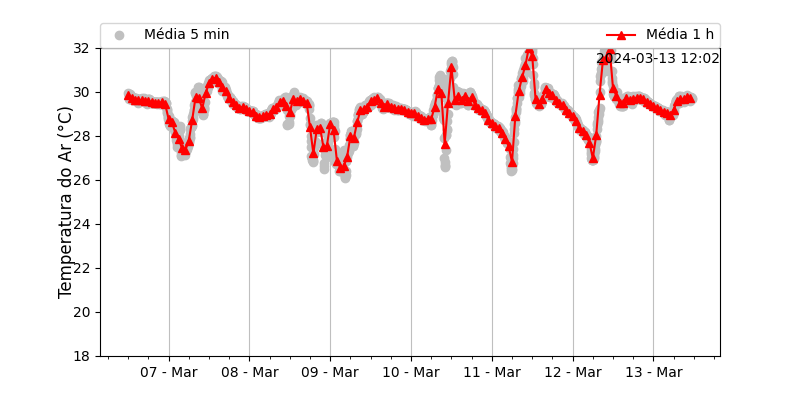 Média 5 min
Média 1 h
2024-03-13 12:02
Temperatura do Ar (°C)
32
30
28
26
24
22
20
18
07 - Mar
08 - Mar
09 - Mar
10 - Mar
11 - Mar
12 - Mar
13 - Mar